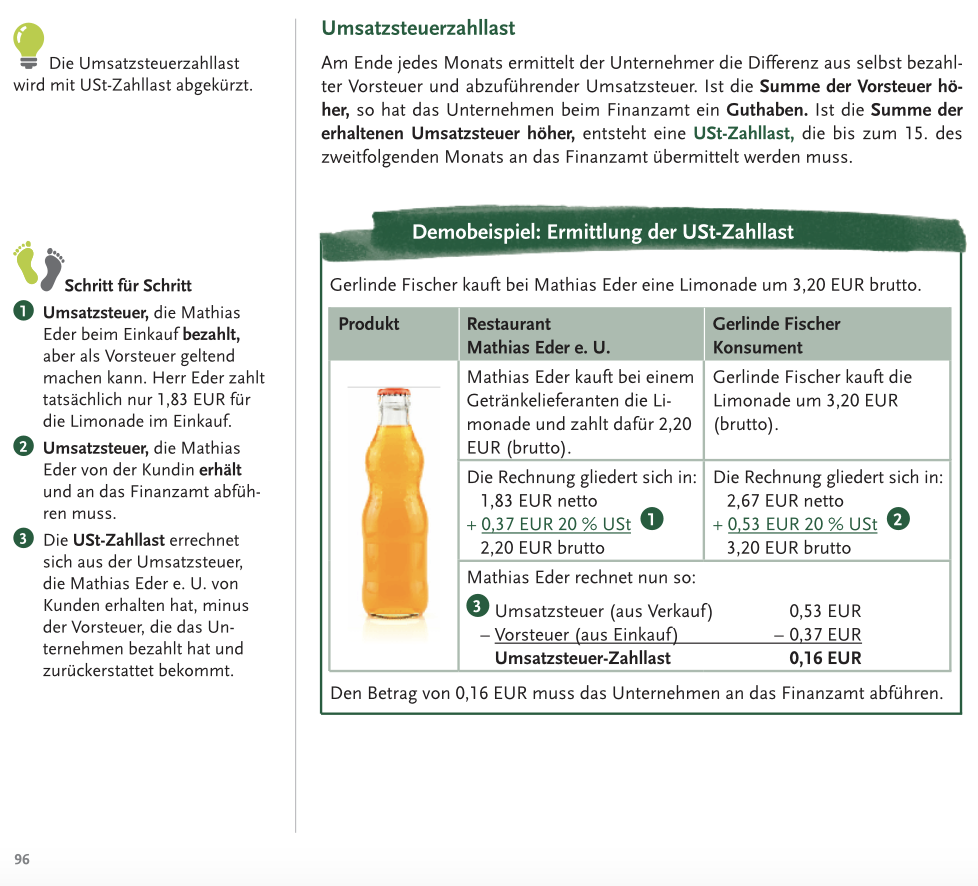 Die Umsatzsteuerzahllast
wird mit USt-Zahllast abgekürzt.
Schritt für Schritt
1 Umsatzsteuer, die Mathias
Eder beim Einkauf bezahlt,
aber als Vorsteuer geltend
machen kann. Herr Eder zahlt
tatsächlich nur 1,83 EUR für
die Limonade im Einkauf.
2 Umsatzsteuer, die Mathias
Eder von der Kundin erhält
und an das Finanzamt abfüh-
ren muss.
3 Die USt-Zahllast errechnet
sich aus der Umsatzsteuer,
die Mathias Eder e. U. von
Kunden erhalten hat, minus
der Vorsteuer, die das Un-
ternehmen bezahlt hat und
zurückerstattet bekommt.
Umsatzsteuerzahllast
Am Ende jedes Monats ermittelt der Unternehmer die Differenz aus selbst bezahl-
ter Vorsteuer und abzuführender Umsatzsteuer. Ist die Summe der Vorsteuer hö-
her, so hat das Unternehmen beim Finanzamt ein Guthaben. Ist die Summe der
erhaltenen Umsatzsteuer höher, entsteht eine USt-Zahllast, die bis zum 15. des
zweitfolgenden Monats an das Finanzamt übermittelt werden muss.
Demobeispiel: Ermittlung der USt-Zahllast
Gerlinde Fischer kauft bei Mathias Eder eine Limonade um 3,20 EUR brutto.
Produkt
Restaurant
Mathias Eder e. U.
Gerlinde Fischer
Konsument
Mathias Eder kauft bei einem
Getränkelieferanten die Li-
monade und zahlt dafür 2,20
EUR (brutto).
Gerlinde Fischer kauft die
Limonade um 3,20 EUR
(brutto).
Die Rechnung gliedert sich in:
1,83 EUR netto
+ 0,37 EUR 20 % USt 1
2,20 EUR brutto
Die Rechnung gliedert sich in:
2,67 EUR netto
+ 0,53 EUR 20 % USt 2
3,20 EUR brutto
Mathias Eder rechnet nun so:
3 Umsatzsteuer (aus Verkauf) 0,53 EUR
– Vorsteuer (aus Einkauf) – 0,37 EUR
Umsatzsteuer-Zahllast 0,16 EUR
Den Betrag von 0,16 EUR muss das Unternehmen an das Finanzamt abführen.
96